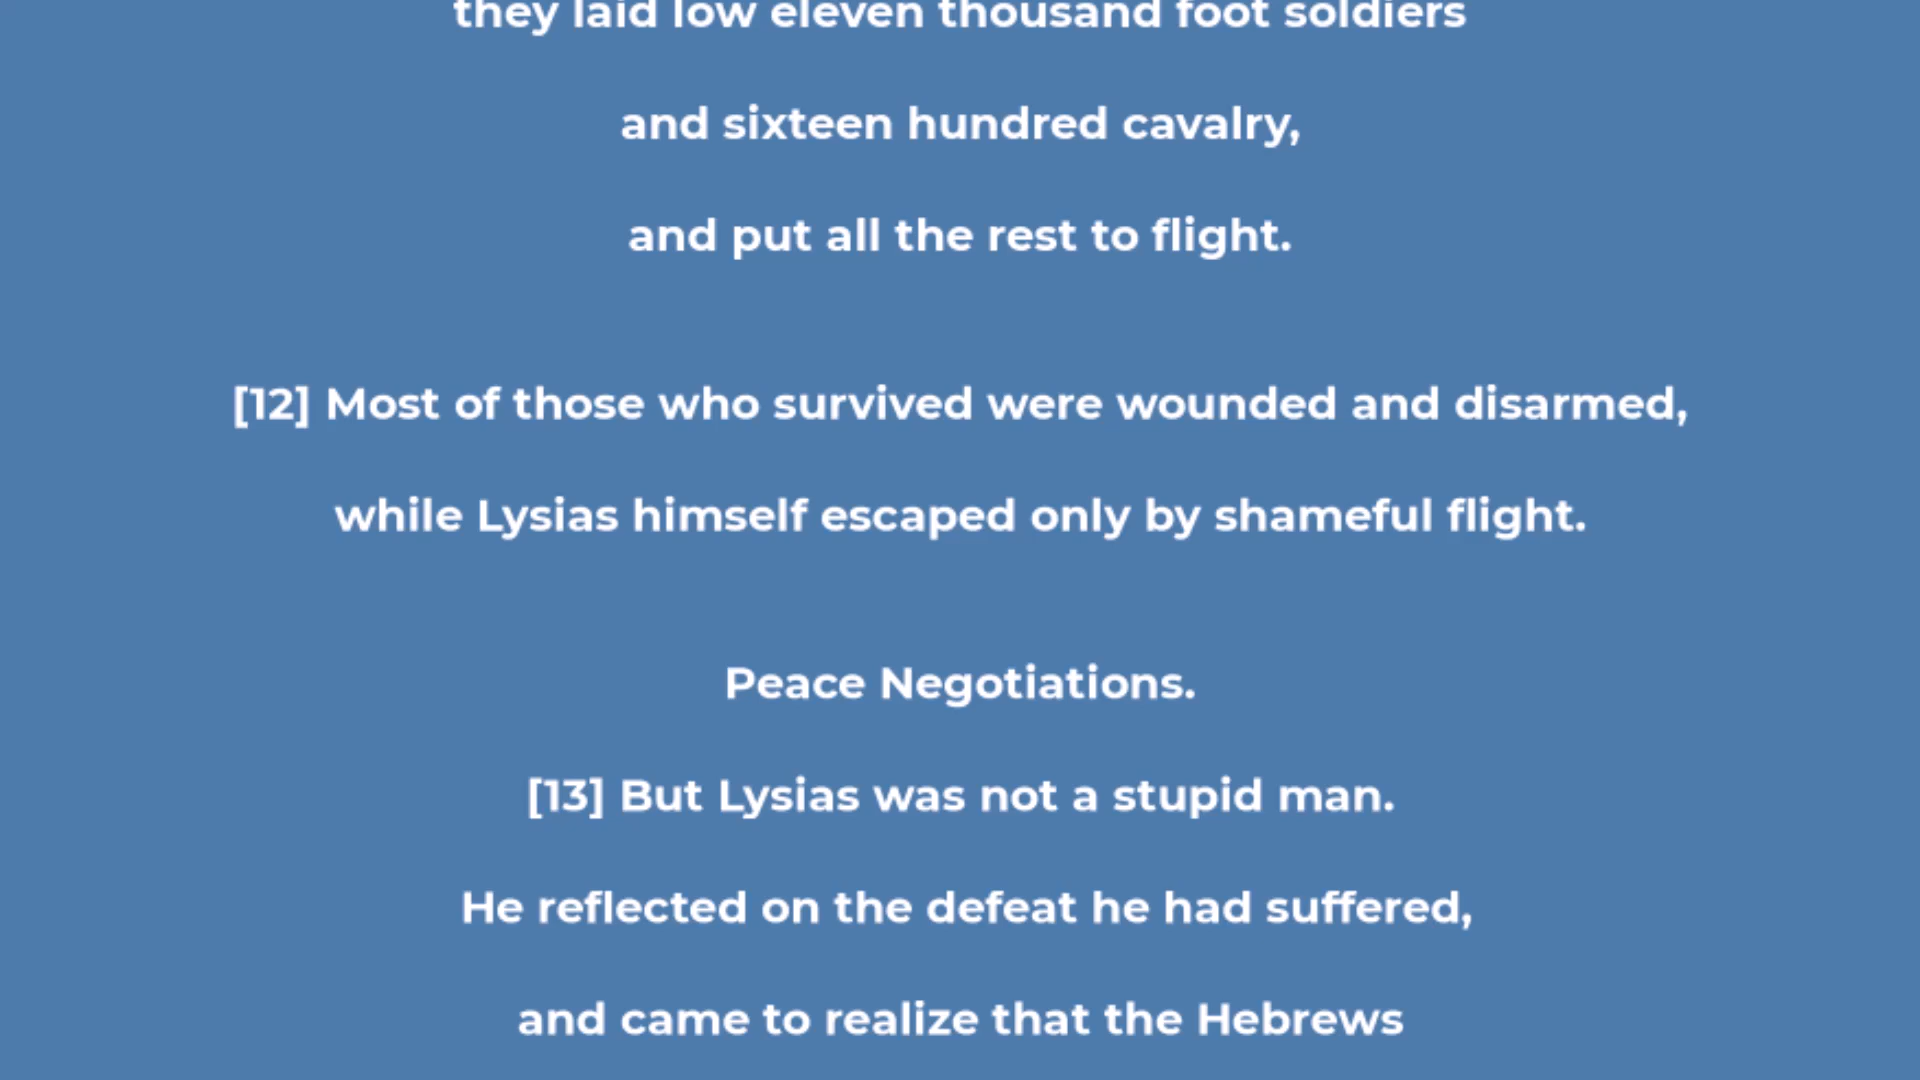 they laid low eleven thousand foot soldiers
and sixteen hundred cavalry,
and put all the rest to flight.
[12] Most of those who survived were wounded and disarmed,
while Lysias himself escaped only by shameful flight.
Peace Negotiations.
[13] But Lysias was not a stupid man.
He reflected on the defeat he had suffered,
and came to realize that the Hebrews